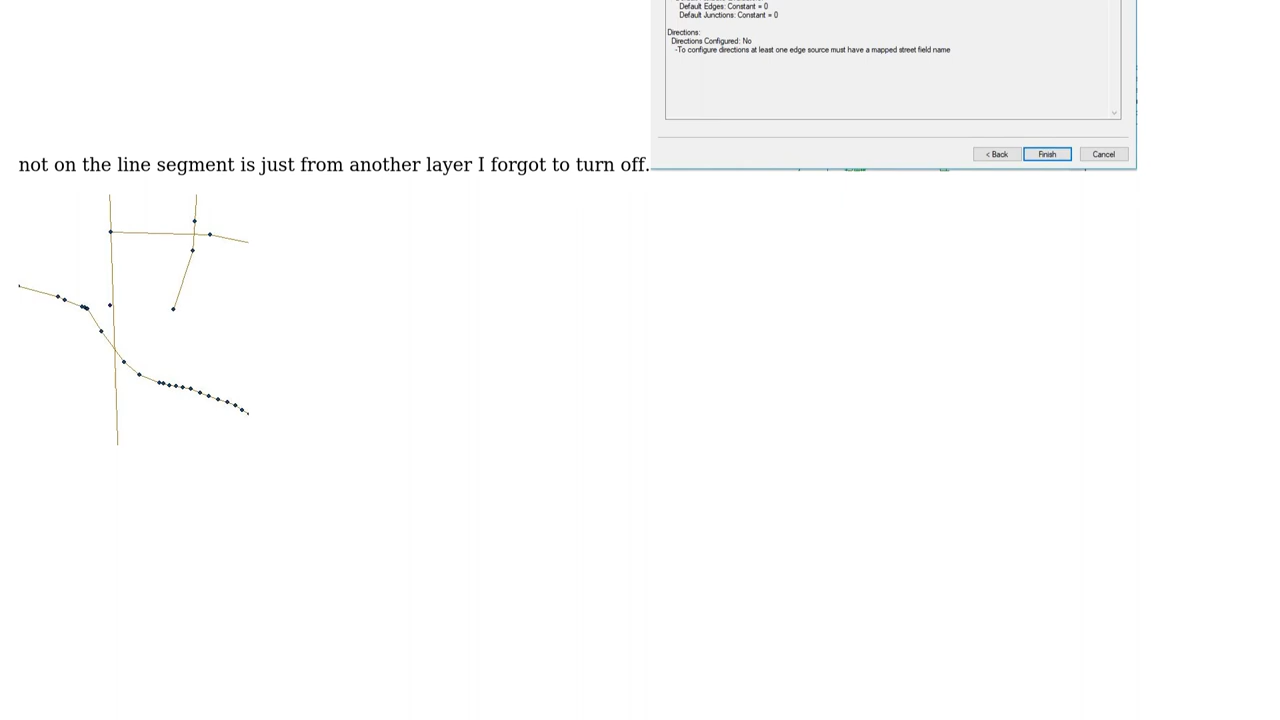 Default Edges: Constant = 0
Default Junctions: Constant = 0
Directions:
Directions Configured: No
-To configure directions at least one edge source must have a mapped street field name
< Back Finish Cancel
not on the line segment is just from another layer I forgot to turn off.